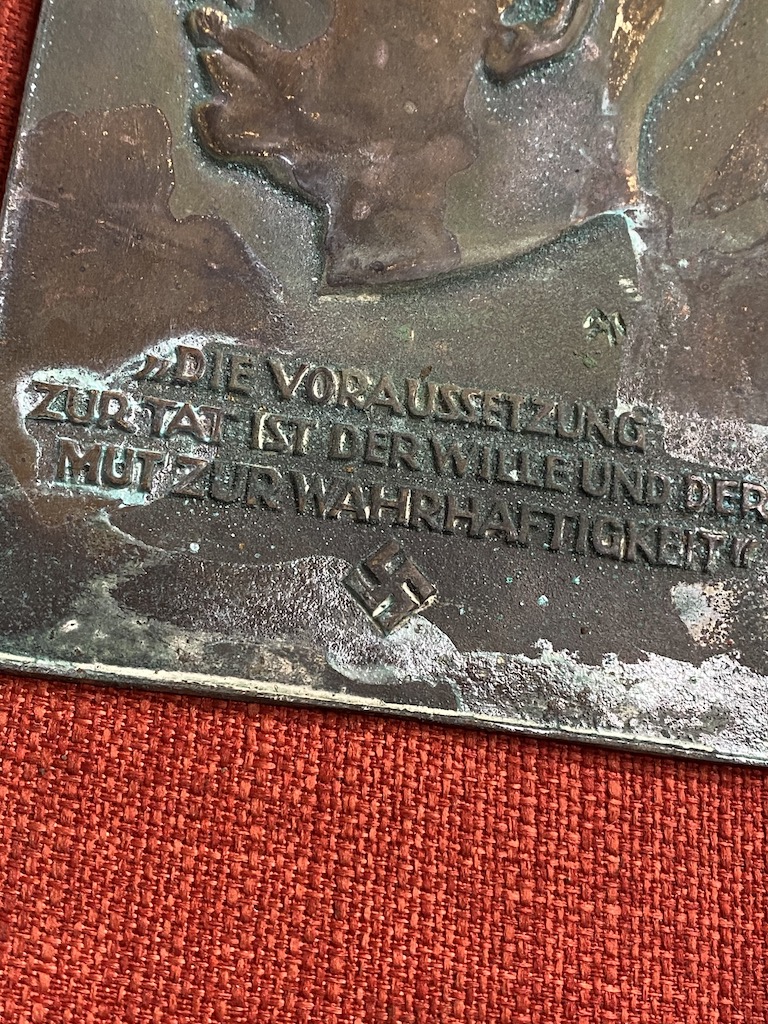 „DIE VORAUSSETZUNG
ZUR TAT IST DER WILLE UND DER
MUT ZUR WAHRHAFTIGKEIT“